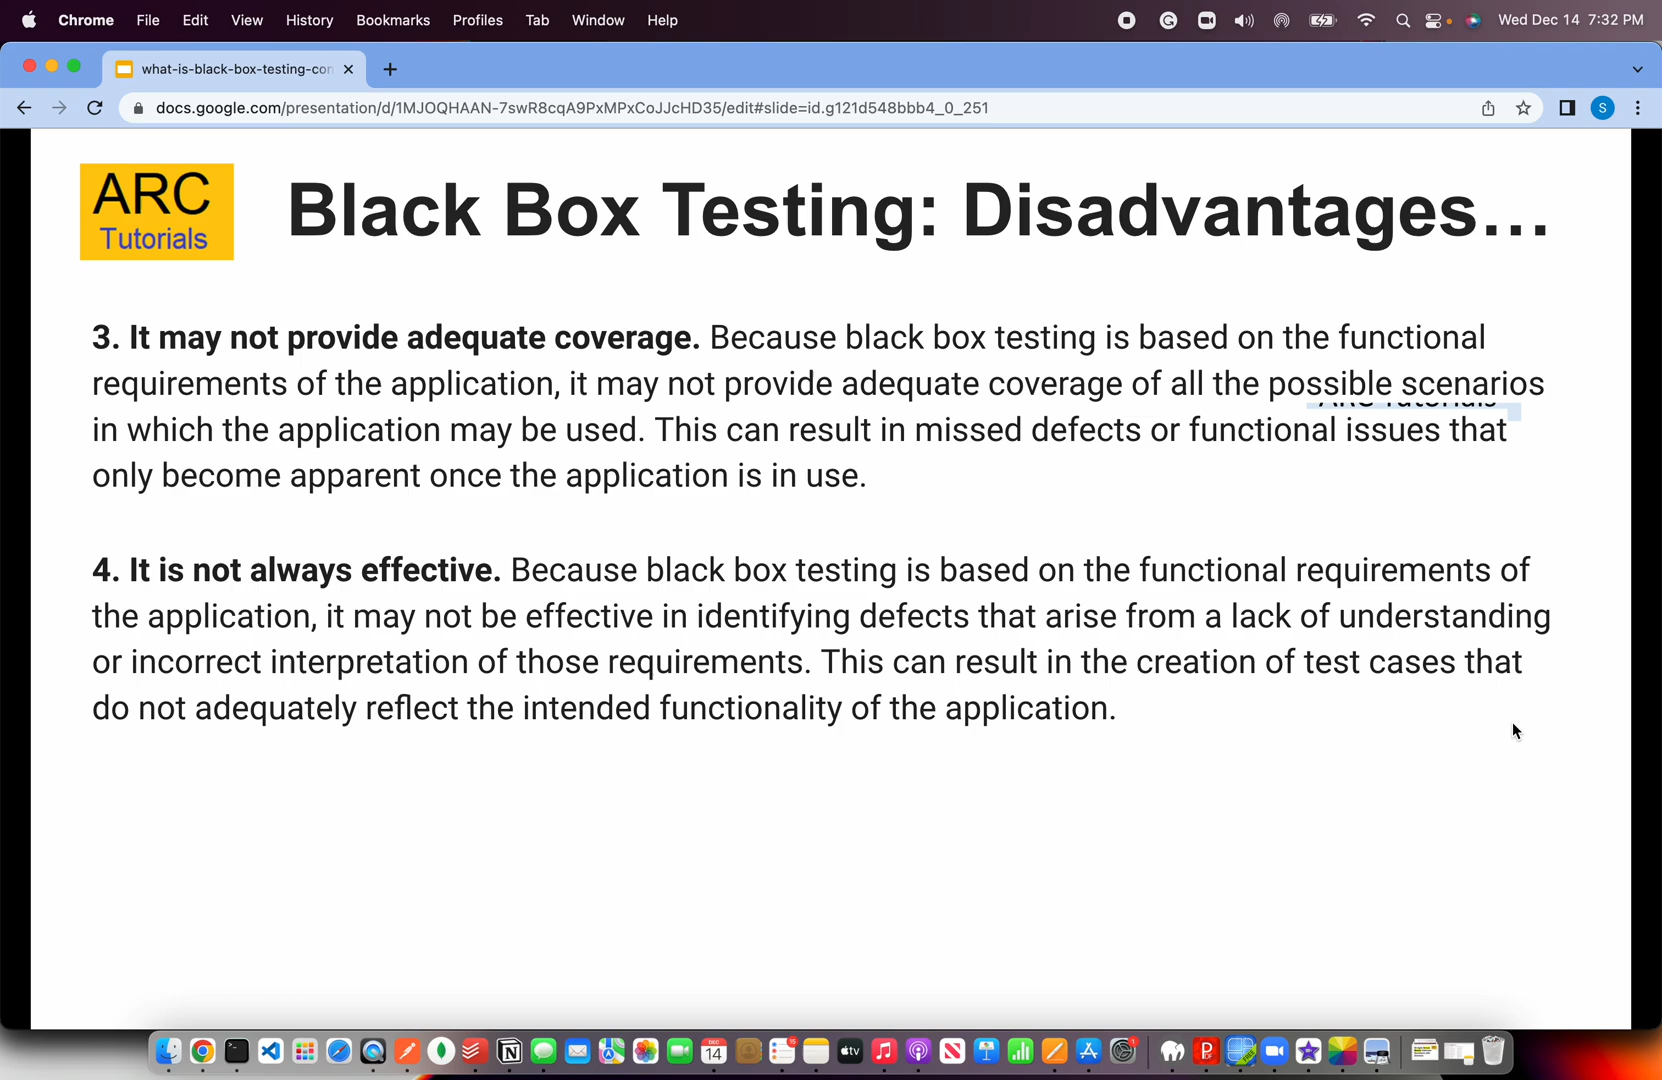 Chrome File Edit View History Bookmarks Profiles Tab Window Help Wed Dec 14 7:32 PM
what-is-black-box-testing-con
docs.google.com/presentation/d/1MJOQHAAN-7swR8cqA9PxMPxCoJJcHD35/edit#slide=id.g121d548bbb4_0_251
S
ARC
Tutorials
Black Box Testing: Disadvantages...
3. It may not provide adequate coverage. Because black box testing is based on the functional
requirements of the application, it may not provide adequate coverage of all the possible scenarios
in which the application may be used. This can result in missed defects or functional issues that
only become apparent once the application is in use.
4. It is not always effective. Because black box testing is based on the functional requirements of
the application, it may not be effective in identifying defects that arise from a lack of understanding
or incorrect interpretation of those requirements. This can result in the creation of test cases that
do not adequately reflect the intended functionality of the application.
DEC
14
tv